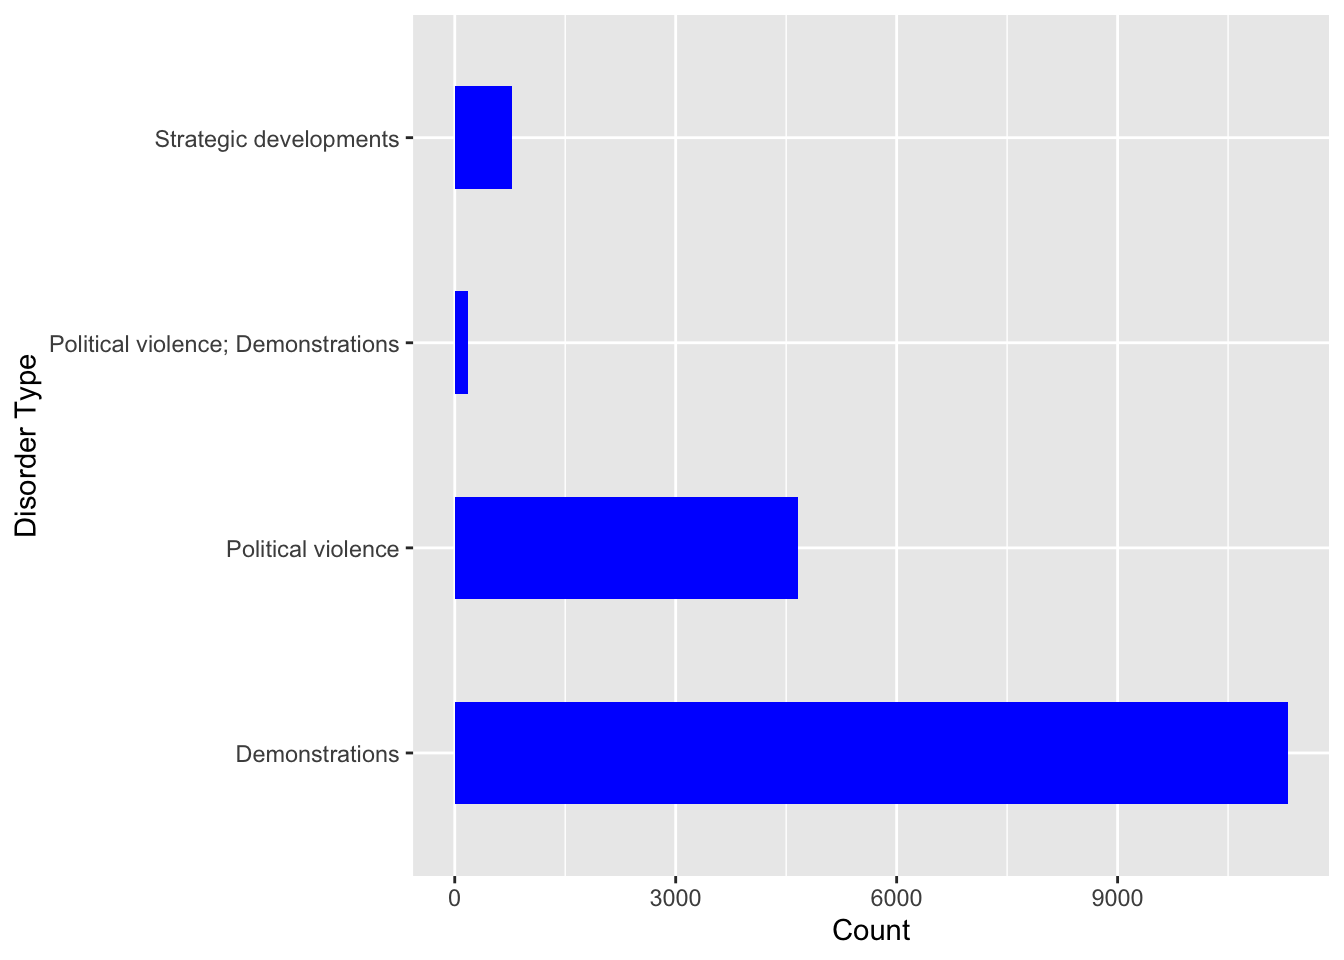 Strategic developments
Political violence; Demonstrations
Political violence
Demonstrations
Disorder Type
0 3000 6000 9000
Count